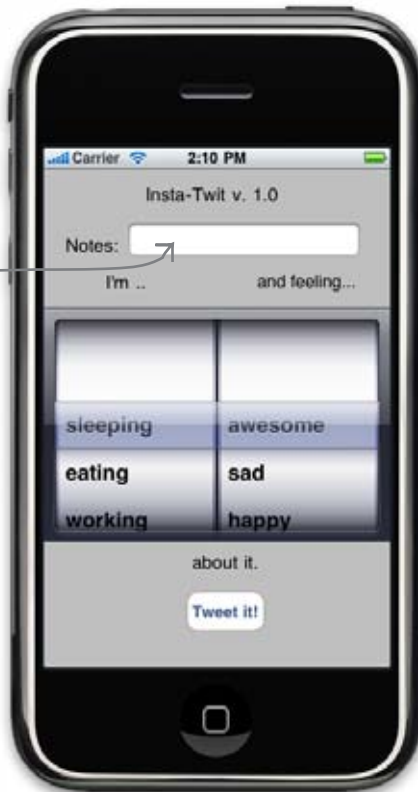 Carrier 2:10 PM
Insta-Twit v. 1.0
Notes:
I'm .. and feeling...
sleeping awesome
eating sad
working happy
about it.
Tweet it!